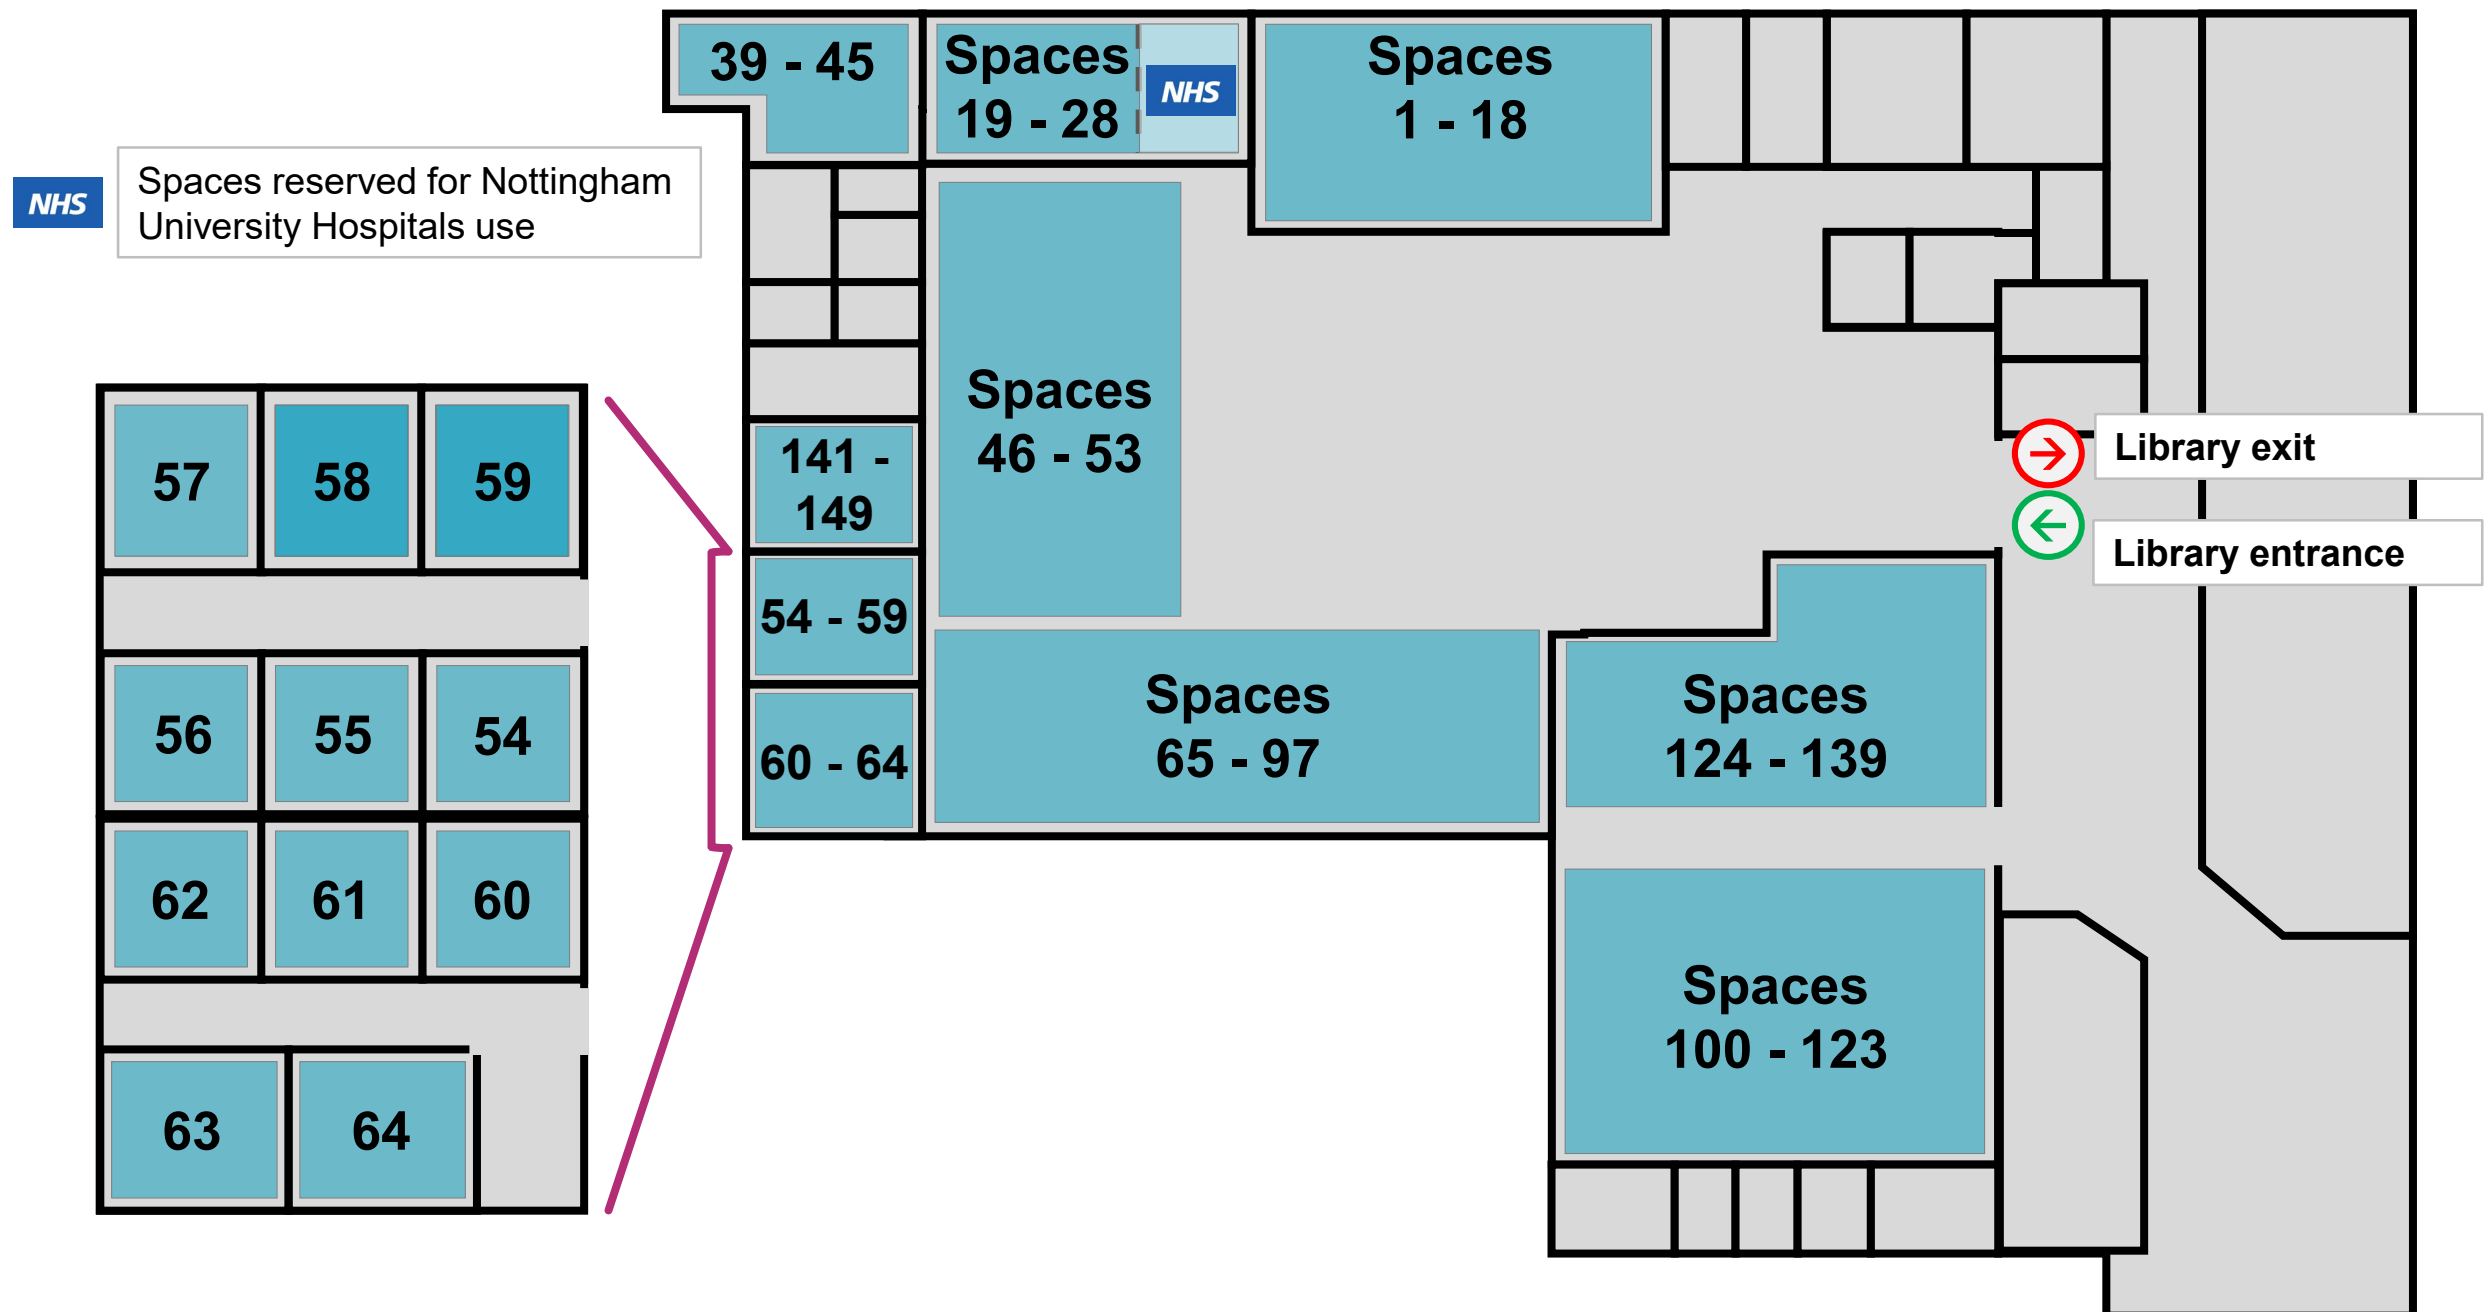 39 - 45
Spaces
19 - 28
NHS
Spaces
1 - 18
NHS
Spaces reserved for Nottingham
University Hospitals use
Spaces
46 - 53
141 -
149
54 - 59
60 - 64
Library exit
Library entrance
57
58
59
56
55
54
62
61
60
63
64
Spaces
65 - 97
Spaces
124 - 139
Spaces
100 - 123